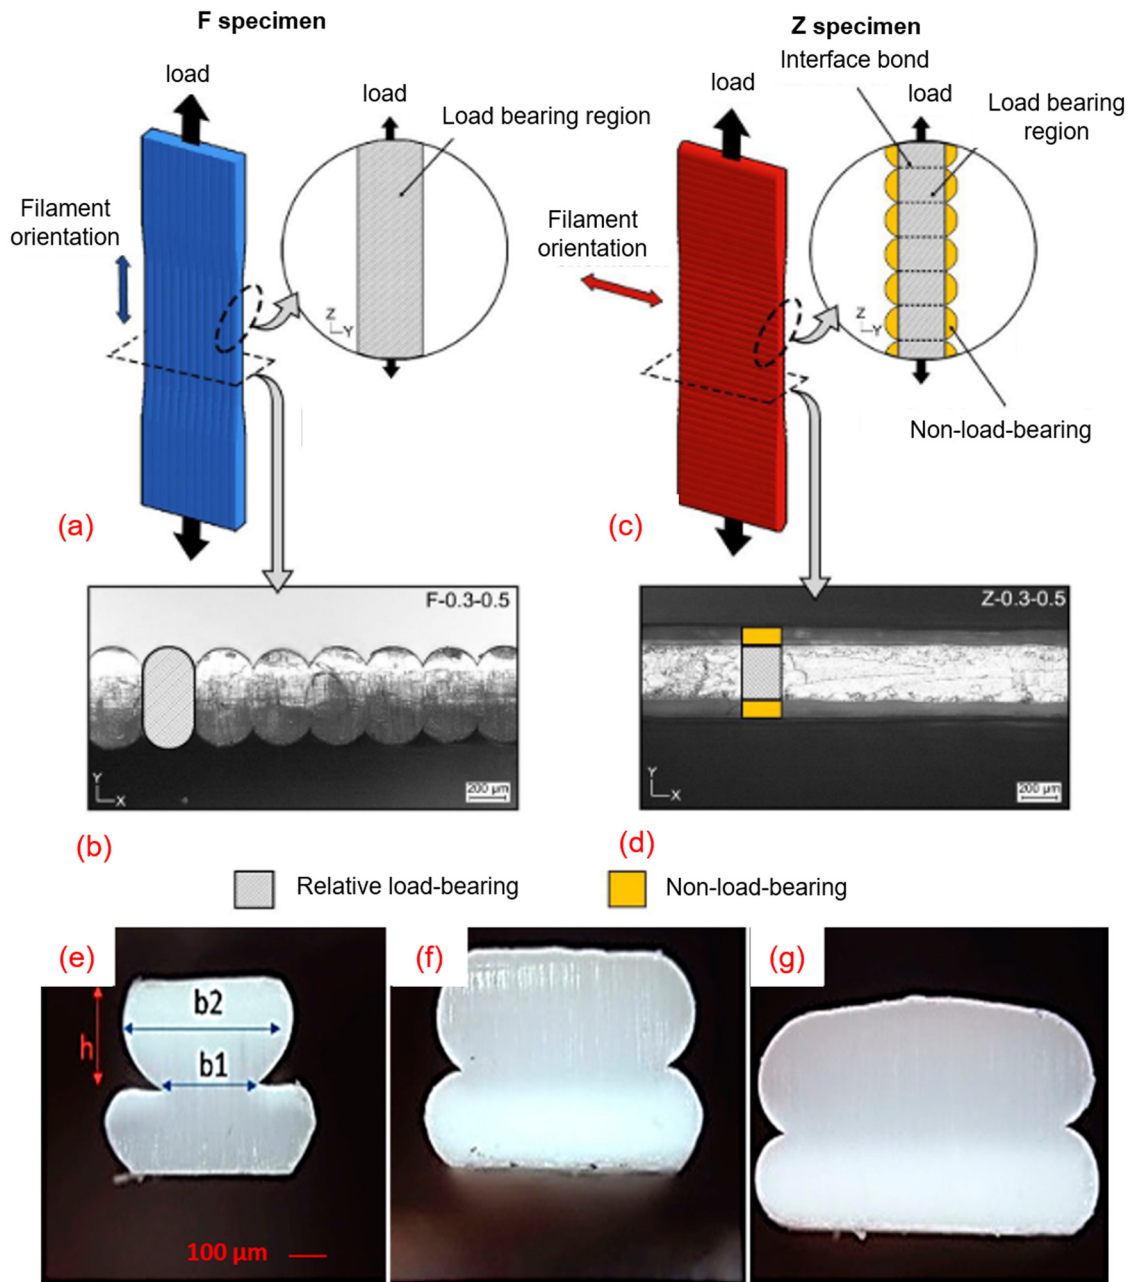 F specimen
load
load
Load bearing region
Filament
orientation
Z
Y
(a)
F-0.3-0.5
Y
X
200 µm
(b)
Z specimen
Interface bond
load
load
Load bearing
region
Filament
orientation
Z
Y
Non-load-bearing
(c)
Z-0.3-0.5
Y
X
200 µm
(d)
Relative load-bearing
Non-load-bearing
(e)
b2
h
b1
100 µm
(f)
(g)